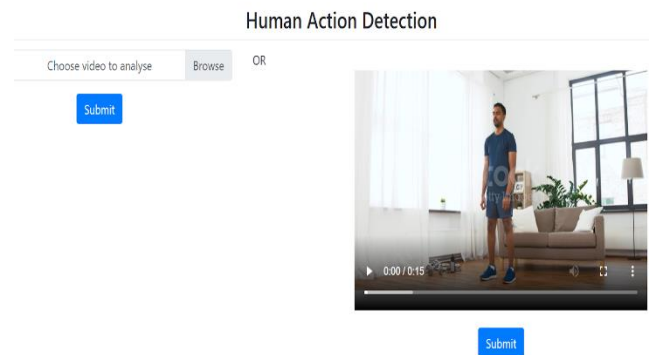 Human Action Detection
Choose video to analyse
Browse
OR
Submit
0:00 / 0:15
Submit